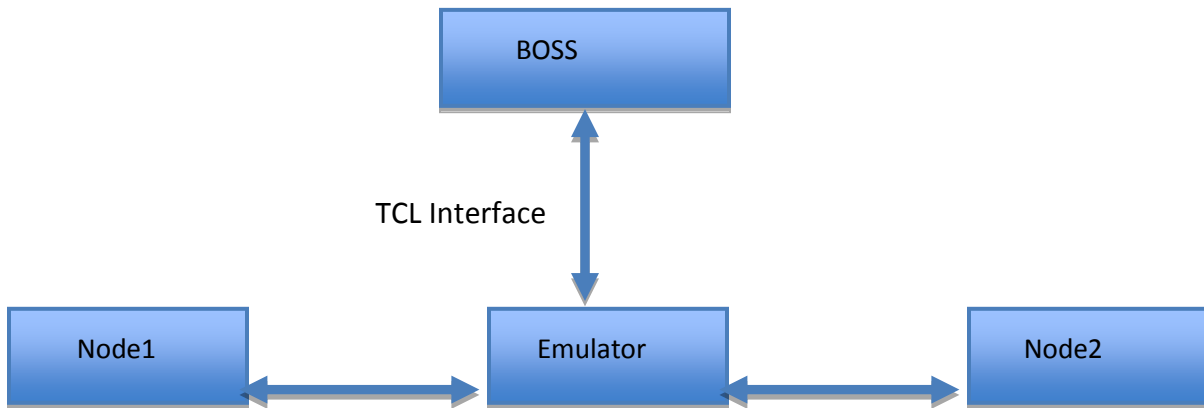 BOSS
TCL Interface
Node1
Emulator
Node2